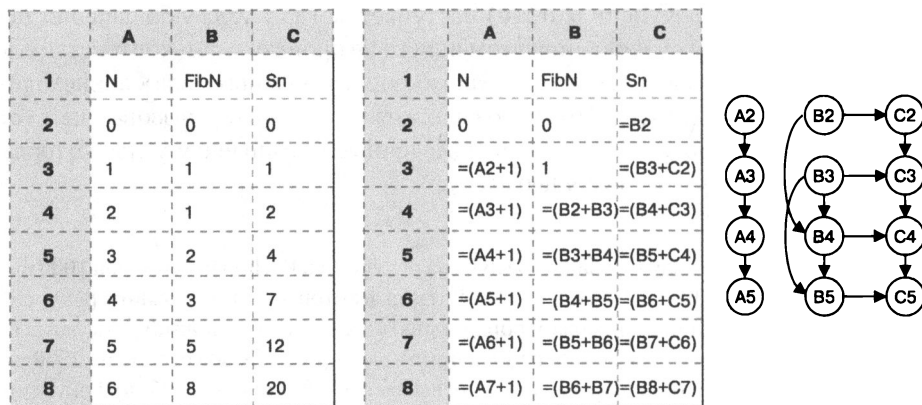 A B C
1 N FibN Sn
2 0 0 0
3 1 1 1
4 2 1 2
5 3 2 4
6 4 3 7
7 5 5 12
8 6 8 20
A B C
1 N FibN Sn
2 0 0 =B2
3 =(A2+1) 1 =(B3+C2)
4 =(A3+1) =(B2+B3) =(B4+C3)
5 =(A4+1) =(B3+B4) =(B5+C4)
6 =(A5+1) =(B4+B5) =(B6+C5)
7 =(A6+1) =(B5+B6) =(B7+C6)
8 =(A7+1) =(B6+B7) =(B8+C7)
A2 B2 C2
A3 B3 C3
A4 B4 C4
A5 B5 C5